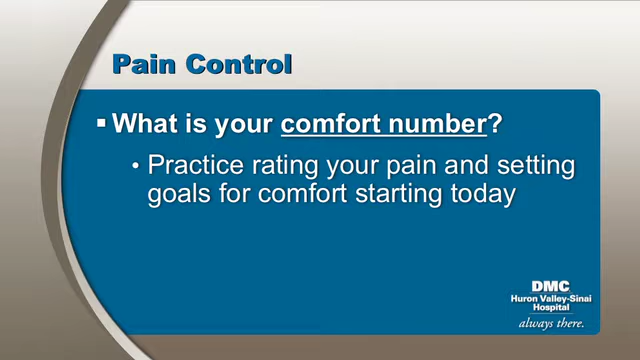 Pain Control
▪ What is your comfort number?
• Practice rating your pain and setting
goals for comfort starting today
DMC
Huron Valley-Sinai
Hospital
always there.